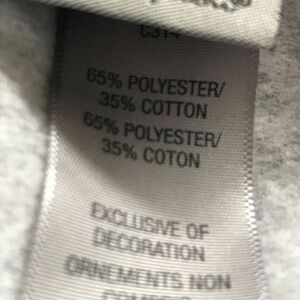 C314
65% POLYESTER/
35% COTTON
65% POLYESTER/
35% COTON
EXCLUSIVE OF
DECORATION
ORNEMENTS NON